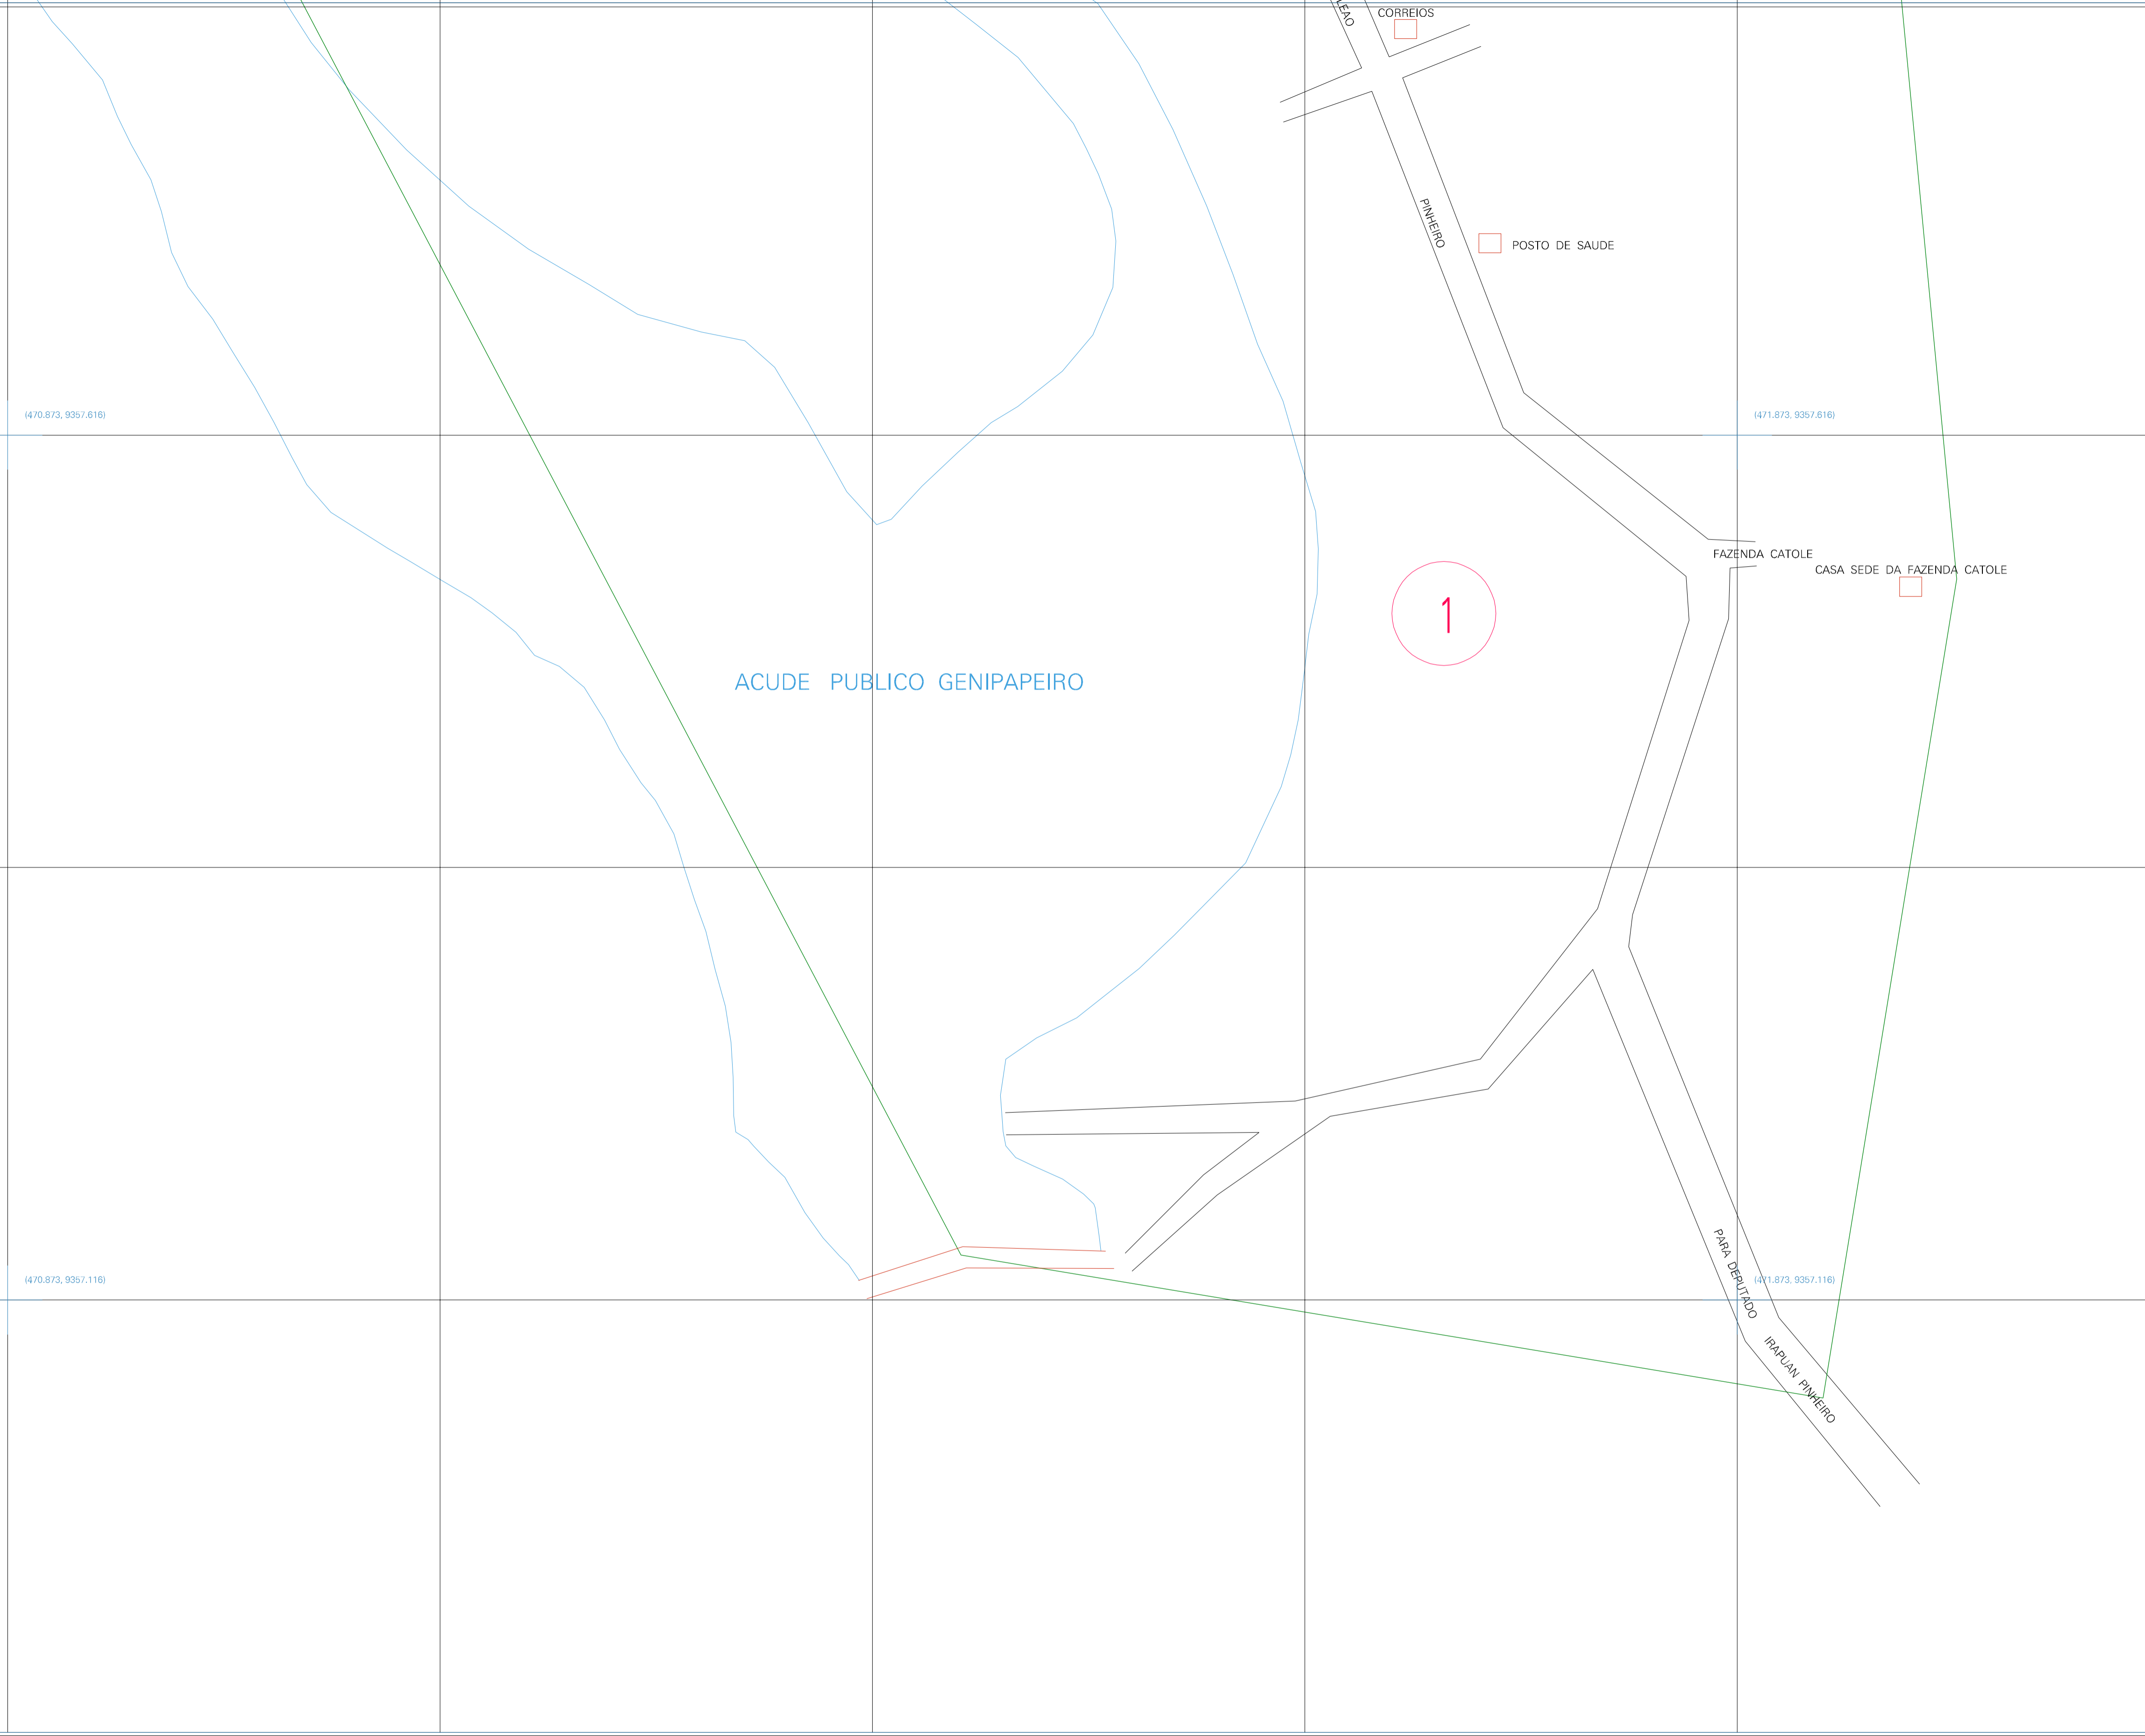 LEAO
CORREIOS
PINHEIRO
POSTO DE SAUDE
(470.873, 9357.616)
(471.873, 9357.616)
FAZENDA CATOLE
CASA SEDE DA FAZENDA CATOLE
1
ACUDE PUBLICO GENIPAPEIRO
PARA DEPUTADO IRAPUAN PINHEIRO
(470.873, 9357.116)
(471.873, 9357.116)